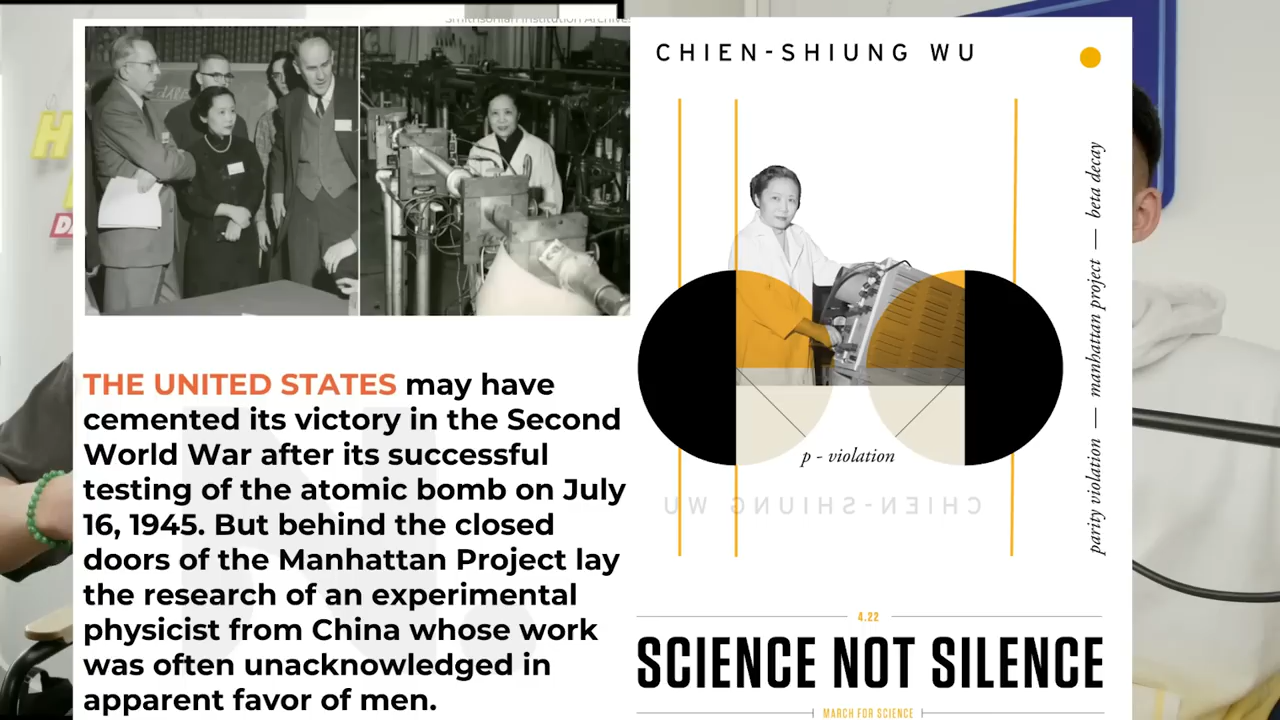 Smithsonian Institution Archives
THE UNITED STATES may have
cemented its victory in the Second
World War after its successful
testing of the atomic bomb on July
16, 1945. But behind the closed
doors of the Manhattan Project lay
the research of an experimental
physicist from China whose work
was often unacknowledged in
apparent favor of men.
CHIEN-SHIUNG WU
p - violation
CHIEN-SHIUNG WU
parity violation — manhattan project — beta decay
4.22
SCIENCE NOT SILENCE
MARCH FOR SCIENCE